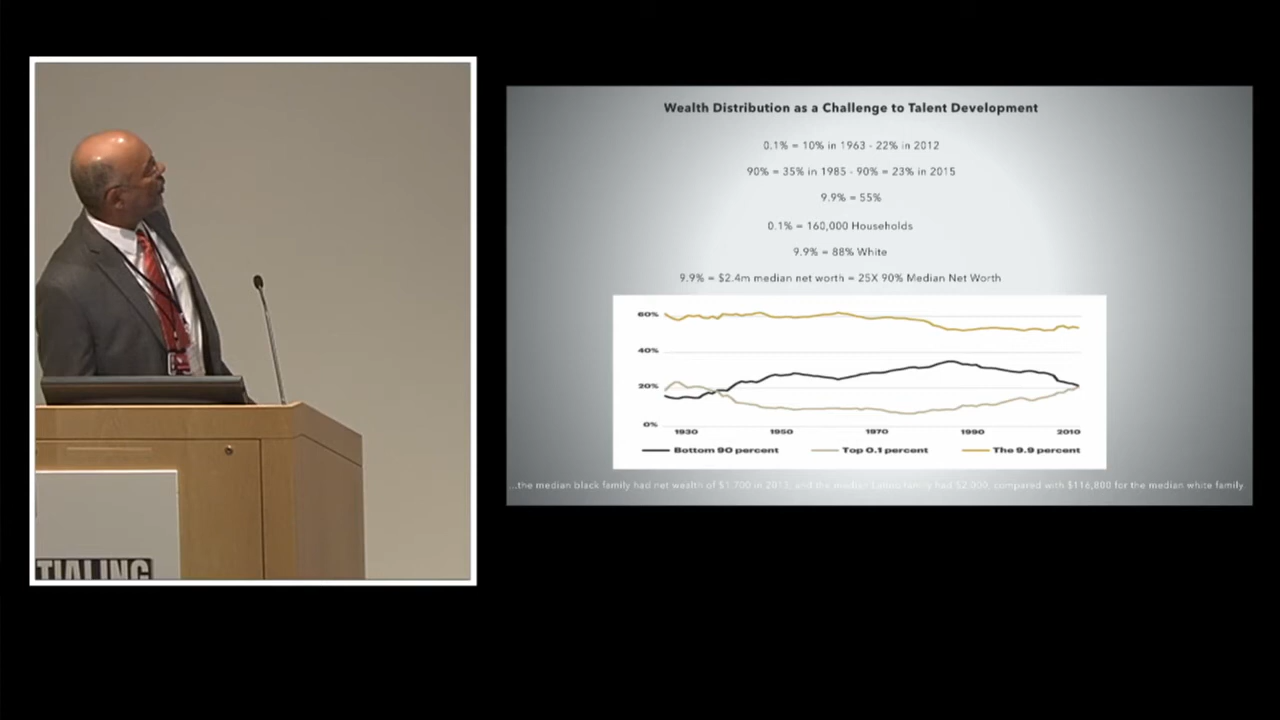 Wealth Distribution as a Challenge to Talent Development
0.1% = 10% in 1963 - 22% in 2012
90% = 35% in 1985 - 90% = 23% in 2015
9.9% = 55%
0.1% = 160,000 Households
9.9% = 88% White
9.9% = $2.4m median net worth = 25X 90% Median Net Worth
60%
40%
20%
0%
1930 1950 1970 1990 2010
Bottom 90 percent Top 0.1 percent The 9.9 percent
...the median black family had net wealth of $1,700 in 2013, and the median Latino family had $2,000, compared with $116,800 for the median white family
TIALING